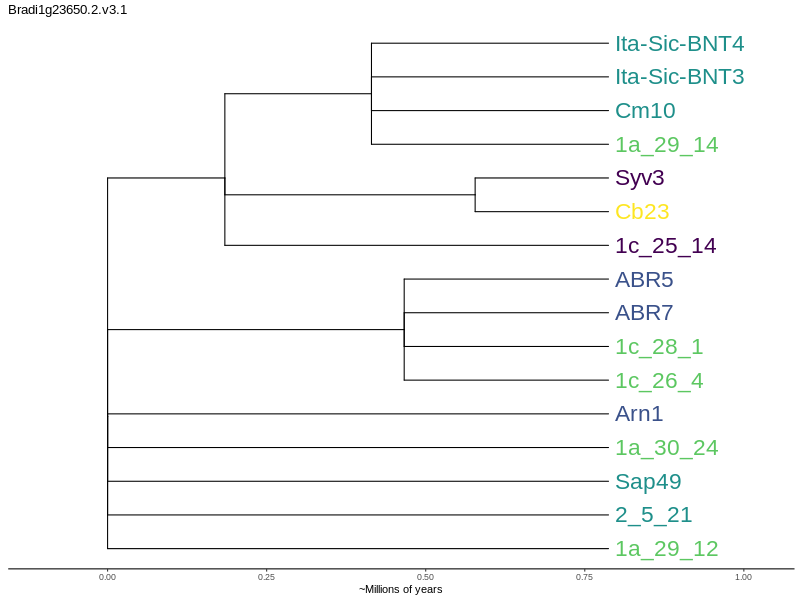 Bradi1g23650.2.v3.1
Ita-Sic-BNT4
Ita-Sic-BNT3
Cm10
1a_29_14
Syv3
Cb23
1c_25_14
ABR5
ABR7
1c_28_1
1c_26_4
Arn1
1a_30_24
Sap49
2_5_21
1a_29_12
0.00 0.25 0.50 0.75 1.00
~Millions of years